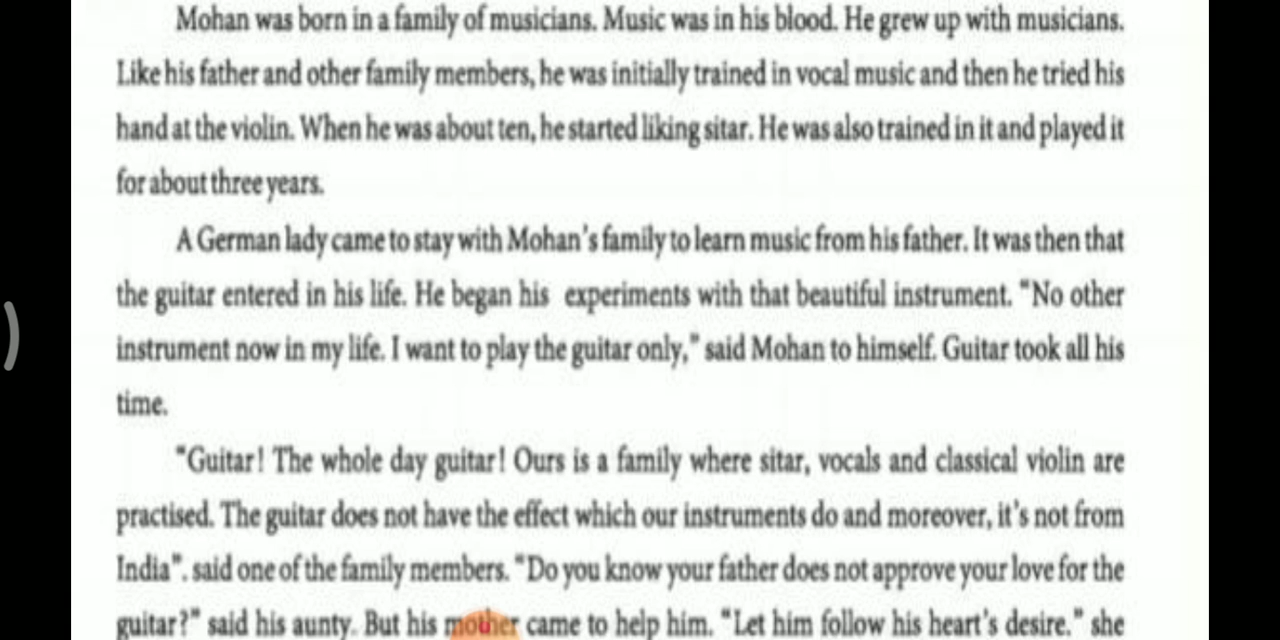 Mohan was born in a family of musicians. Music was in his blood. He grew up with musicians.
Like his father and other family members, he was initially trained in vocal music and then he tried his
hand at the violin. When he was about ten, he started liking sitar. He was also trained in it and played it
for about three years.
A German lady came to stay with Mohan's family to learn music from his father. It was then that
the guitar entered in his life. He began his experiments with that beautiful instrument. "No other
instrument now in my life. I want to play the guitar only," said Mohan to himself. Guitar took all his
time.
"Guitar! The whole day guitar! Ours is a family where sitar, vocals and classical violin are
practised. The guitar does not have the effect which our instruments do and moreover, it's not from
India". said one of the family members. "Do you know your father does not approve your love for the
guitar?" said his aunty. But his mother came to help him. "Let him follow his heart's desire." she